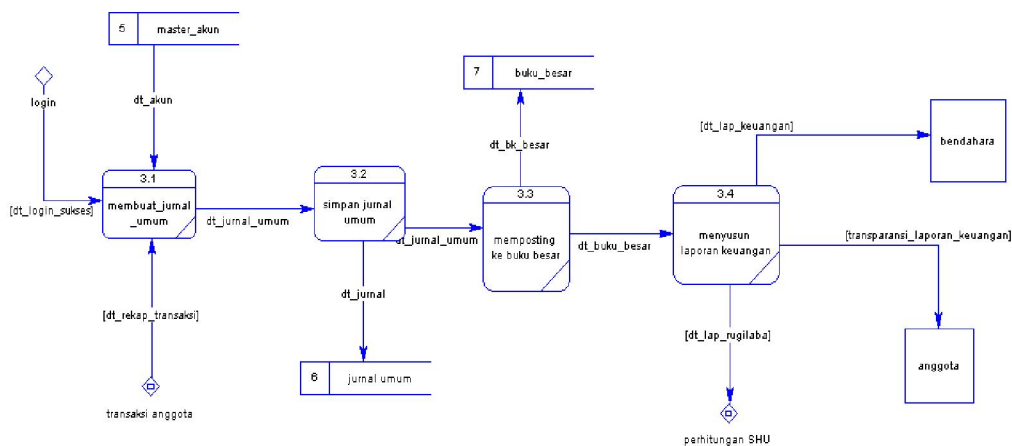 5 master_akun
login
dt_akun
7 buku_besar
[dt_lap_keuangan]
bendahara
dt_bk_besar
3.1
membuat_jurnal
_umum
[dt_login_sukses]
dt_jurnal_umum
3.2
simpan jurnal
umum
dt_jurnal_umum
3.3
memposting
ke buku besar
dt_buku_besar
3.4
menyusun
laporan keuangan
[transparansi_laporan_keuangan]
dt_jurnal
[dt_rekap_transaksi]
[dt_lap_rugilaba]
anggota
6 jurnal umum
transaksi anggota
perhitungan SHU